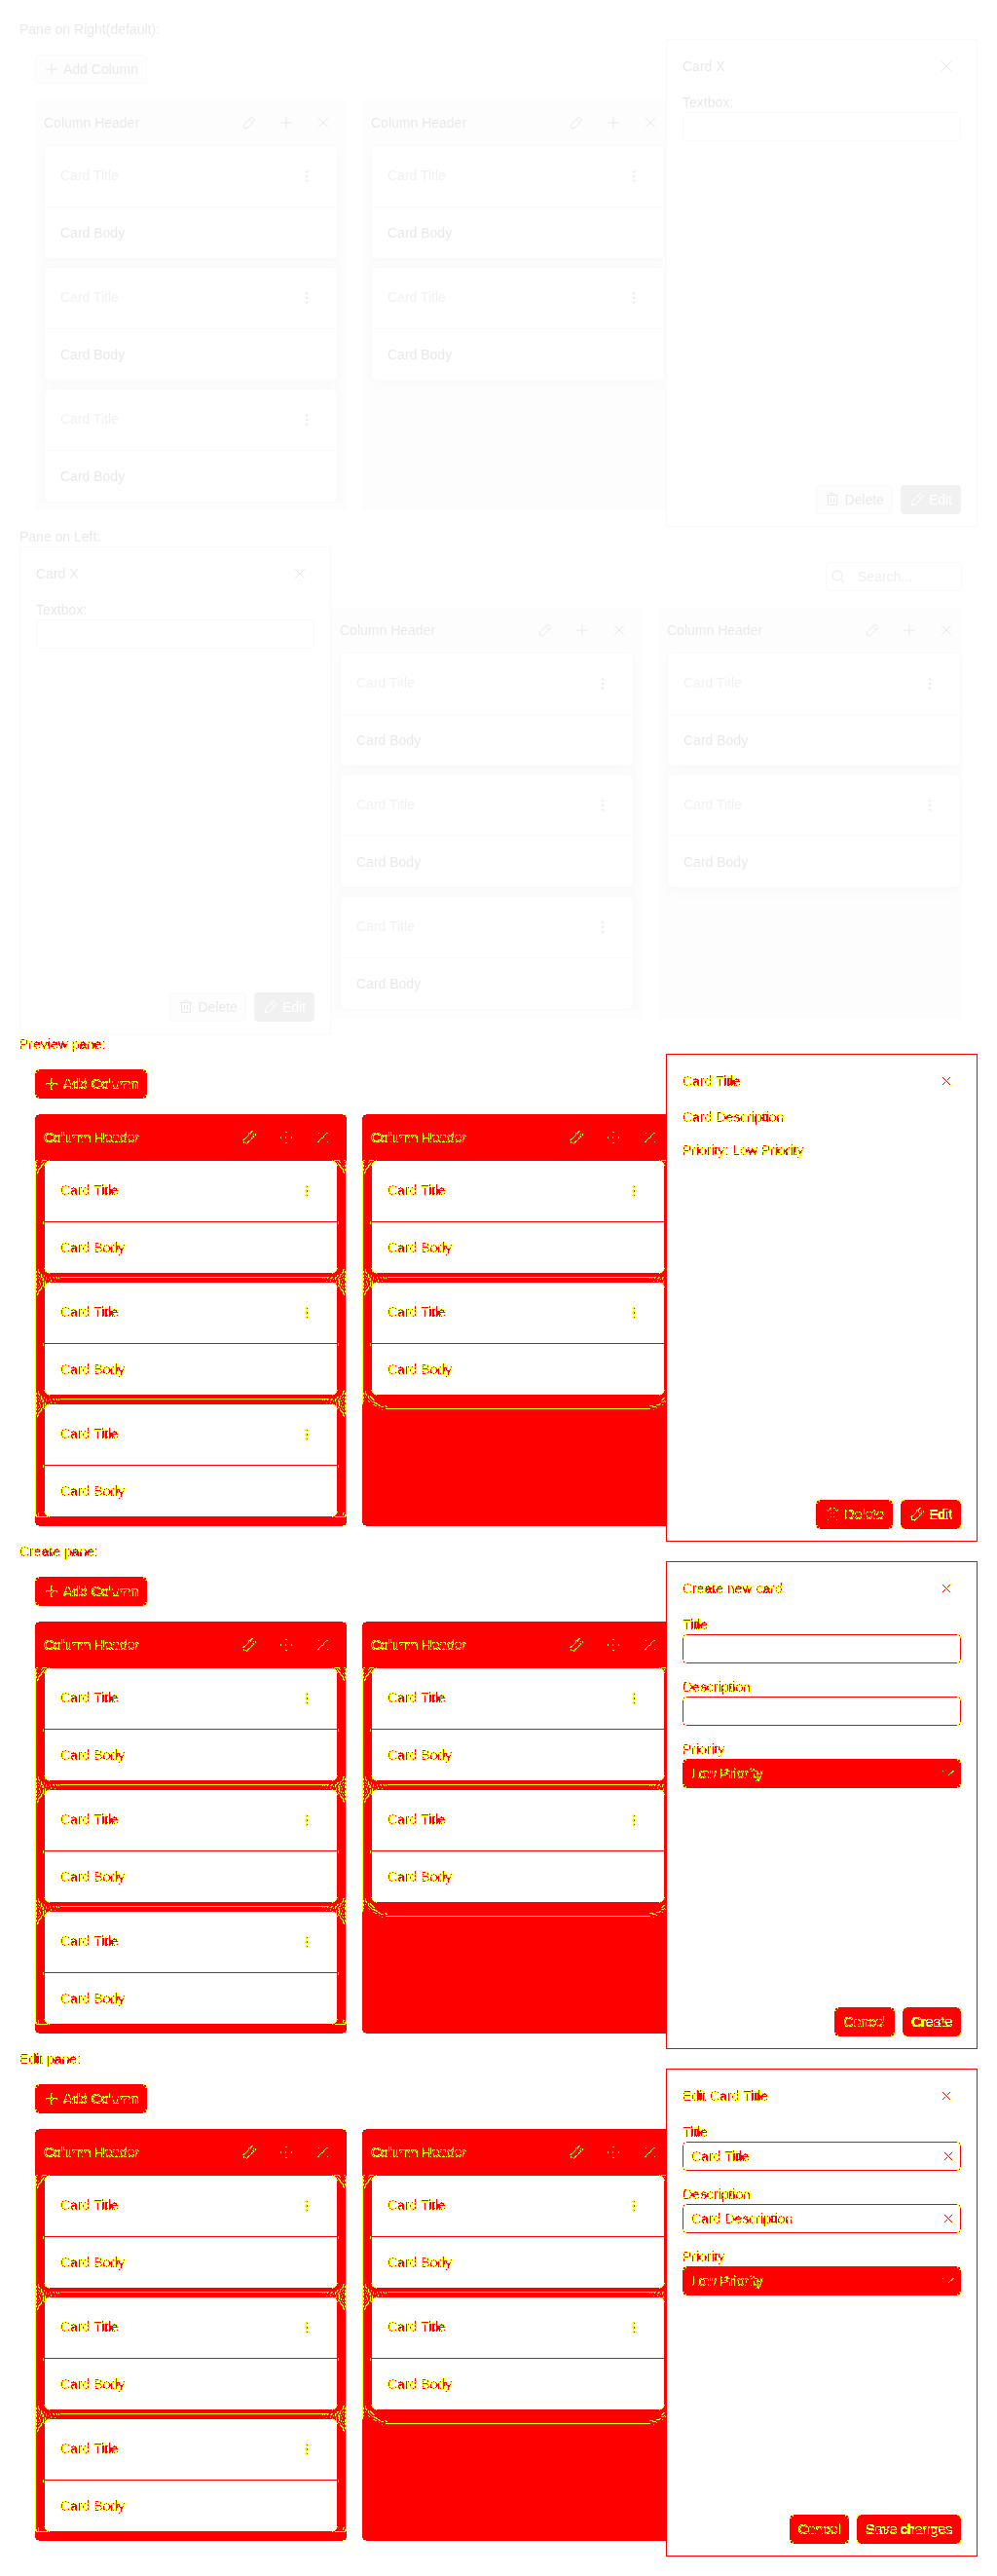 Pane on Right(default):
Add Column
Card X
Textbox:
Column Header
Column Header
Card Title
Card Title
Card Body
Card Body
Card Title
Card Title
Card Body
Card Body
Card Title
Card Body
Delete Edit
Pane on Left:
Card X
Search...
Textbox:
Column Header
Column Header
Card Title
Card Title
Card Body
Card Body
Card Title
Card Title
Card Body
Card Body
Card Title
Card Body
Delete Edit
Preview pane:
Add Column
Card Title
Card Description
Column Header
Column Header
Priority: Low Priority
Card Title
Card Title
Card Body
Card Body
Card Title
Card Title
Card Body
Card Body
Card Title
Card Body
Delete Edit
Create pane:
Add Column
Create new card
Title
Column Header
Column Header
Description
Card Title
Card Title
Card Body
Card Body
Priority
Low Priority
Card Title
Card Title
Card Body
Card Body
Card Title
Card Body
Cancel Create
Edit pane:
Add Column
Edit Card Title
Title
Card Title
Column Header
Column Header
Description
Card Description
Card Title
Card Title
Card Body
Card Body
Priority
Low Priority
Card Title
Card Title
Card Body
Card Body
Card Title
Card Body
Cancel Save changes